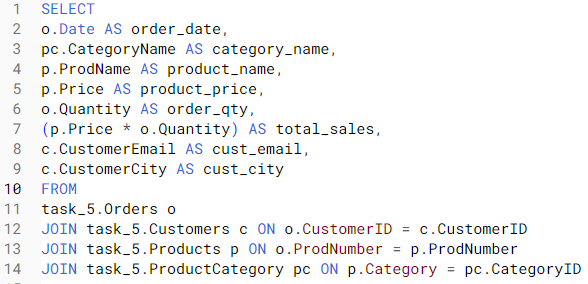 1 SELECT
2 o.Date AS order_date,
3 pc.CategoryName AS category_name,
4 p.ProdName AS product_name,
5 p.Price AS product_price,
6 o.Quantity AS order_qty,
7 (p.Price * o.Quantity) AS total_sales,
8 c.CustomerEmail AS cust_email,
9 c.CustomerCity AS cust_city
10 FROM
11 task_5.Orders o
12 JOIN task_5.Customers c ON o.CustomerID = c.CustomerID
13 JOIN task_5.Products p ON o.ProdNumber = p.ProdNumber
14 JOIN task_5.ProductCategory pc ON p.Category = pc.CategoryID